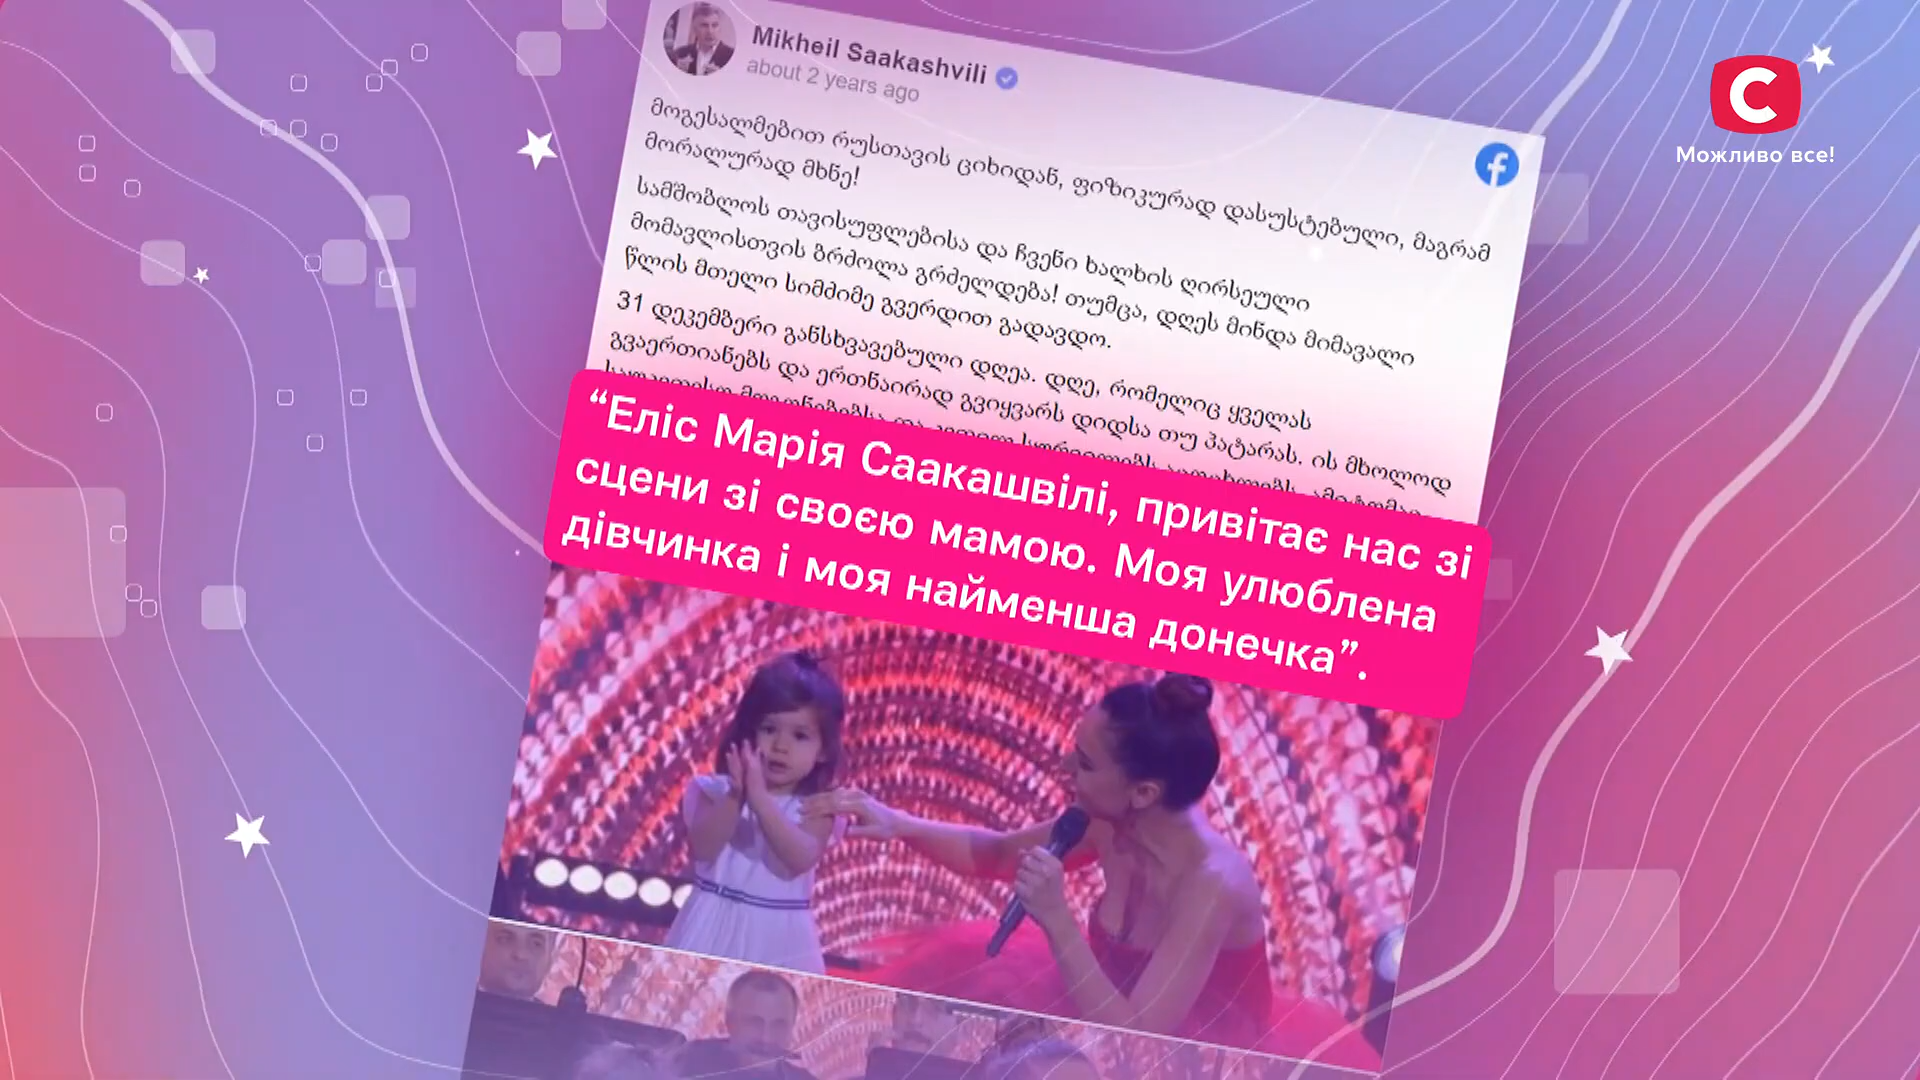 Mikheil Saakashvili
about 2 years ago
მოგესალმებით რუსთავის ციხიდან, ფიზიკურად დასუსტებული, მაგრამ
მორალურად მხნე!
სამშობლოს თავისუფლებისა და ჩვენი ხალხის ღირსეული
მომავლისთვის ბრძოლა გრძელდება! თუმცა, დღეს მინდა მიმავალი
წლის მთელი სიმძიმე გვერდით გადავდო.
31 დეკემბერი განსხვავებული დღეა. დღე, რომელიც ყველას
გვაერთიანებს და ერთნაირად გვიყვარს დიდსა თუ პატარას. ის მხოლოდ
“Еліс Марія Саакашвілі, привітає нас зі
сцени зі своєю мамою. Моя улюблена
дівчинка і моя найменша донечка”.
Можливо все!